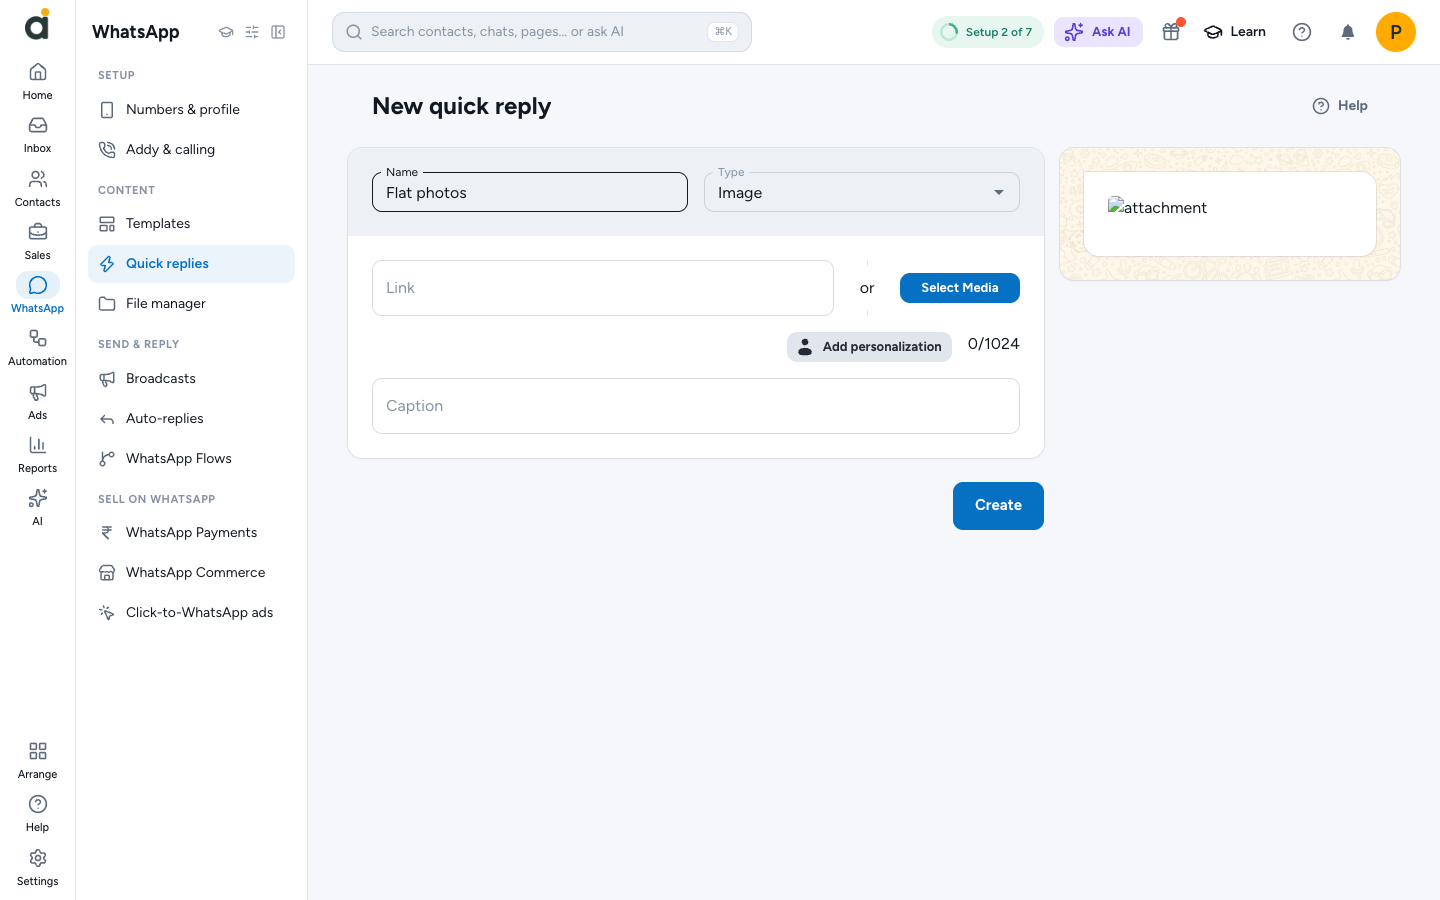 WhatsApp
Search contacts, chats, pages... or ask AI
⌘K
Setup 2 of 7
Ask AI
Learn
P
Home
Inbox
Contacts
Sales
WhatsApp
Automation
Ads
Reports
AI
Arrange
Help
Settings
SETUP
Numbers & profile
Addy & calling
CONTENT
Templates
Quick replies
File manager
SEND & REPLY
Broadcasts
Auto-replies
WhatsApp Flows
SELL ON WHATSAPP
WhatsApp Payments
WhatsApp Commerce
Click-to-WhatsApp ads
New quick reply
Help
Name
Flat photos
Type
Image
Link
or
Select Media
Add personalization
0/1024
Caption
Create
attachment